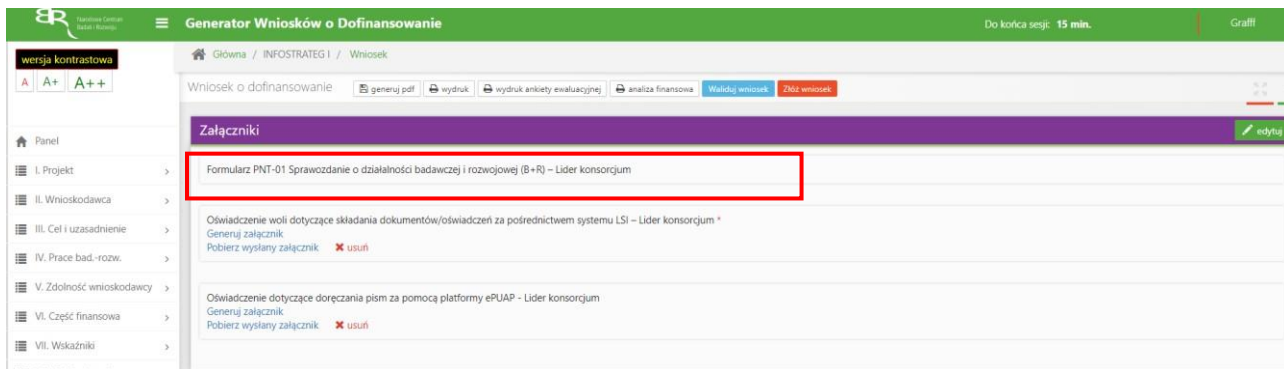 Narodowe Centrum
Badań i Rozwoju
Generator Wniosków o Dofinansowanie
Do końca sesji: 15 min.
Grafff
wersja kontrastowa
A A+ A++
Główna / INFOSTRATEG I / Wniosek
Wniosek o dofinansowanie generuj pdf wydruk wydruk ankiety ewaluacyjnej analiza finansowa Waliduj wniosek Złóż wniosek
Załączniki
edytuj
Panel
I. Projekt
II. Wnioskodawca
III. Cel i uzasadnienie
IV. Prace bad.-rozw.
V. Zdolność wnioskodawcy
VI. Część finansowa
VII. Wskaźniki
Formularz PNT-01 Sprawozdanie o działalności badawczej i rozwojowej (B+R) – Lider konsorcjum
Oświadczenie woli dotyczące składania dokumentów/oświadczeń za pośrednictwem systemu LSI – Lider konsorcjum *
Generuj załącznik
Pobierz wysłany załącznik usuń
Oświadczenie dotyczące doręczania pism za pomocą platformy ePUAP - Lider konsorcjum
Generuj załącznik
Pobierz wysłany załącznik usuń